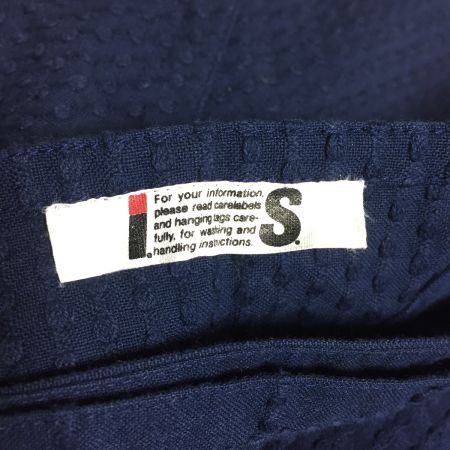 I.S.
For your information,
please read carelabels
and hanging tags care-
fully, for washing and
handling instructions.